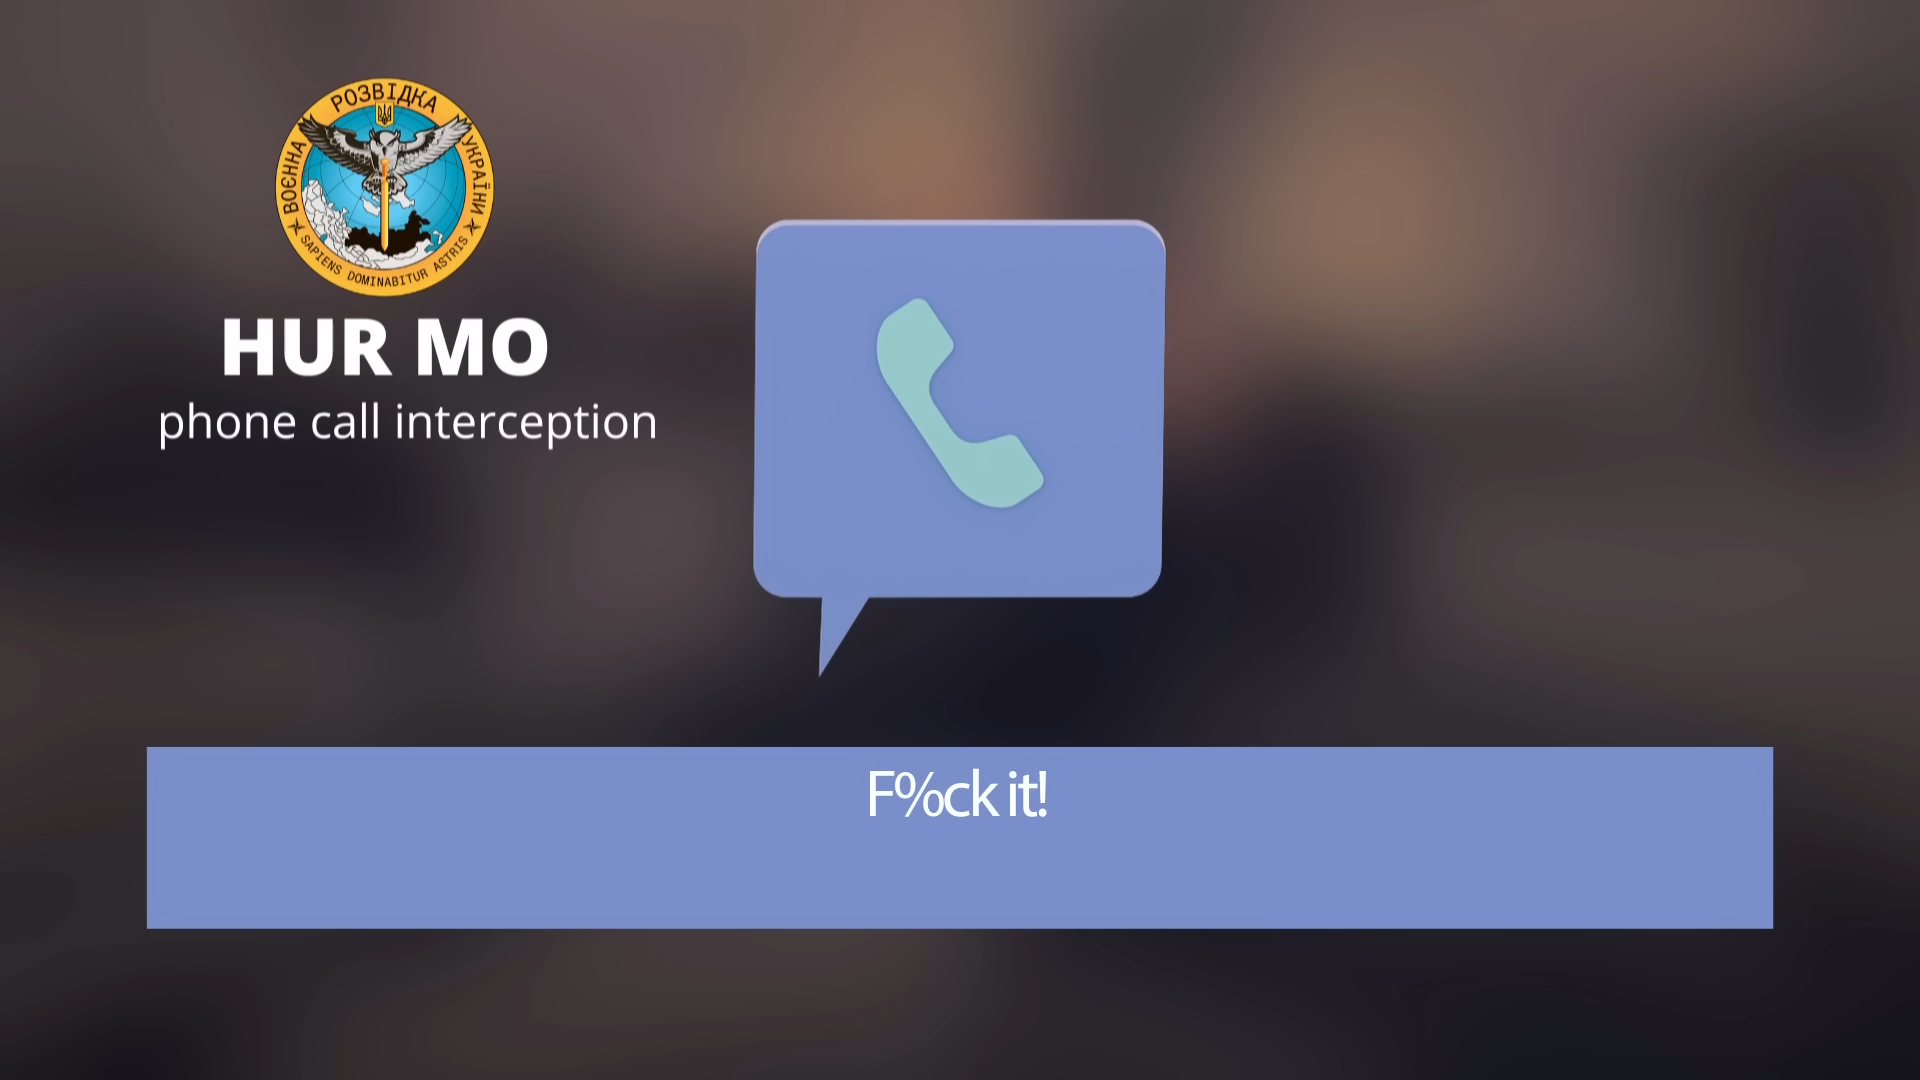 РОЗВІДКА
ВОЄННА
УКРАЇНИ
SAPIENS DOMINABITUR ASTRIS
HUR MO
phone call interception
F%ck it!